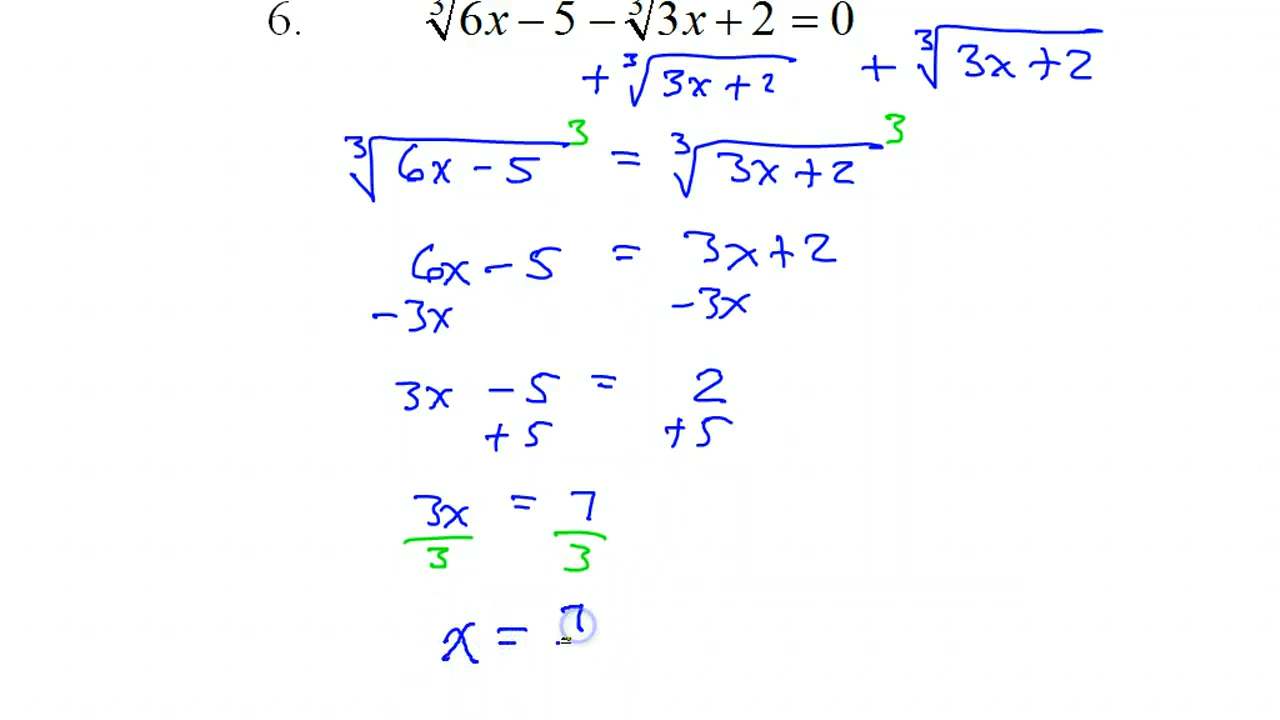 6. ∛6x − 5 − ∛3x + 2 = 0
+ ∛3x + 2 + ∛3x + 2
∛6x − 5³ = ∛3x + 2³
6x − 5 = 3x + 2
−3x −3x
3x − 5 = 2
+ 5 + 5
3x = 7
3 3
x = 7